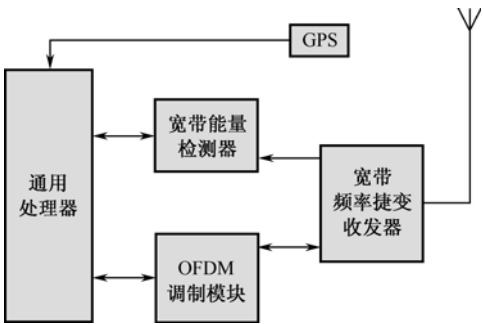 GPS
宽带能量
检测器
通用
处理器
宽带
频率捷变
收发器
OFDM
调制模块